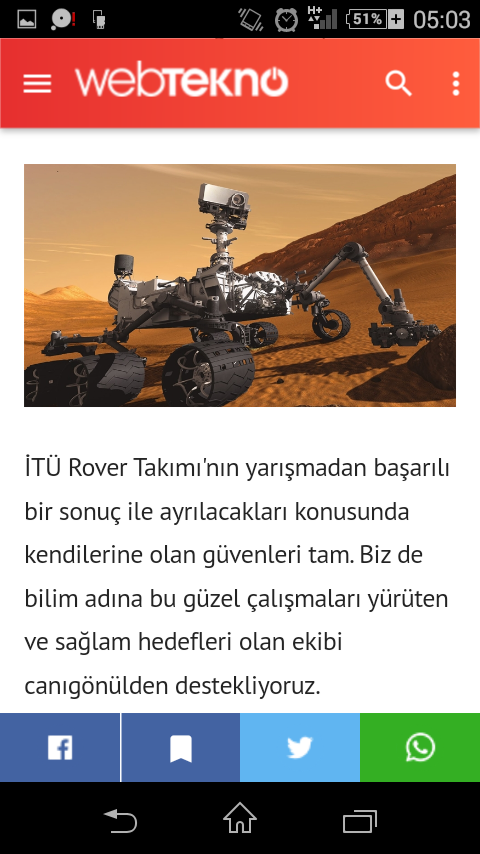 H+
51%
05:03
webtekno
İTÜ Rover Takımı'nın yarışmadan başarılı
bir sonuç ile ayrılacakları konusunda
kendilerine olan güvenleri tam. Biz de
bilim adına bu güzel çalışmaları yürüten
ve sağlam hedefleri olan ekibi
canıgönülden destekliyoruz.